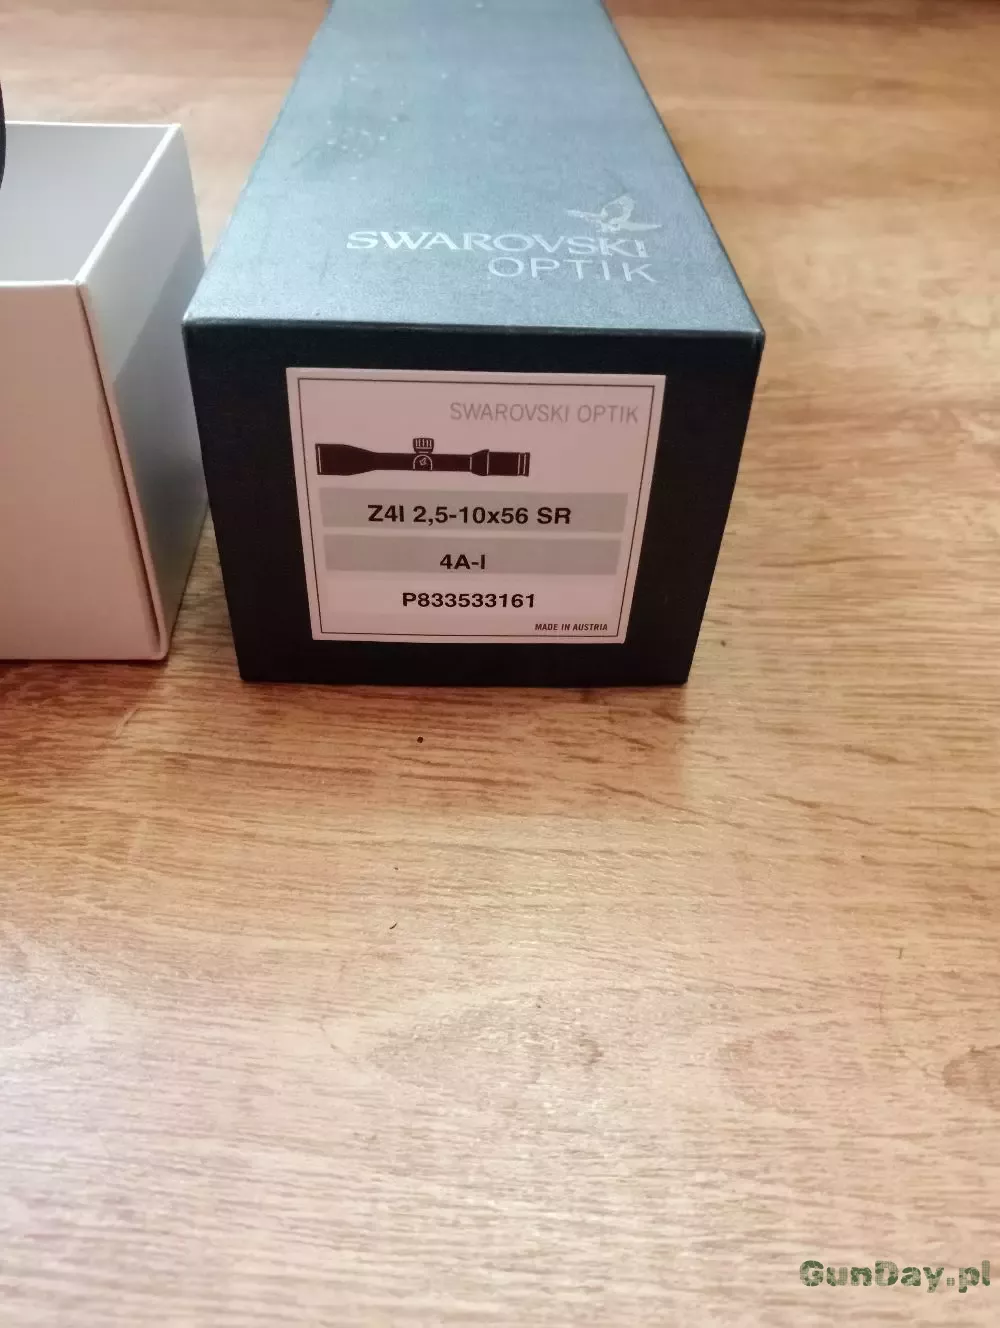 SWAROVSKI
OPTIK
SWAROVSKI OPTIK
Z4I 2,5-10x56 SR
4A-I
P833533161
MADE IN AUSTRIA
GunDay.pl